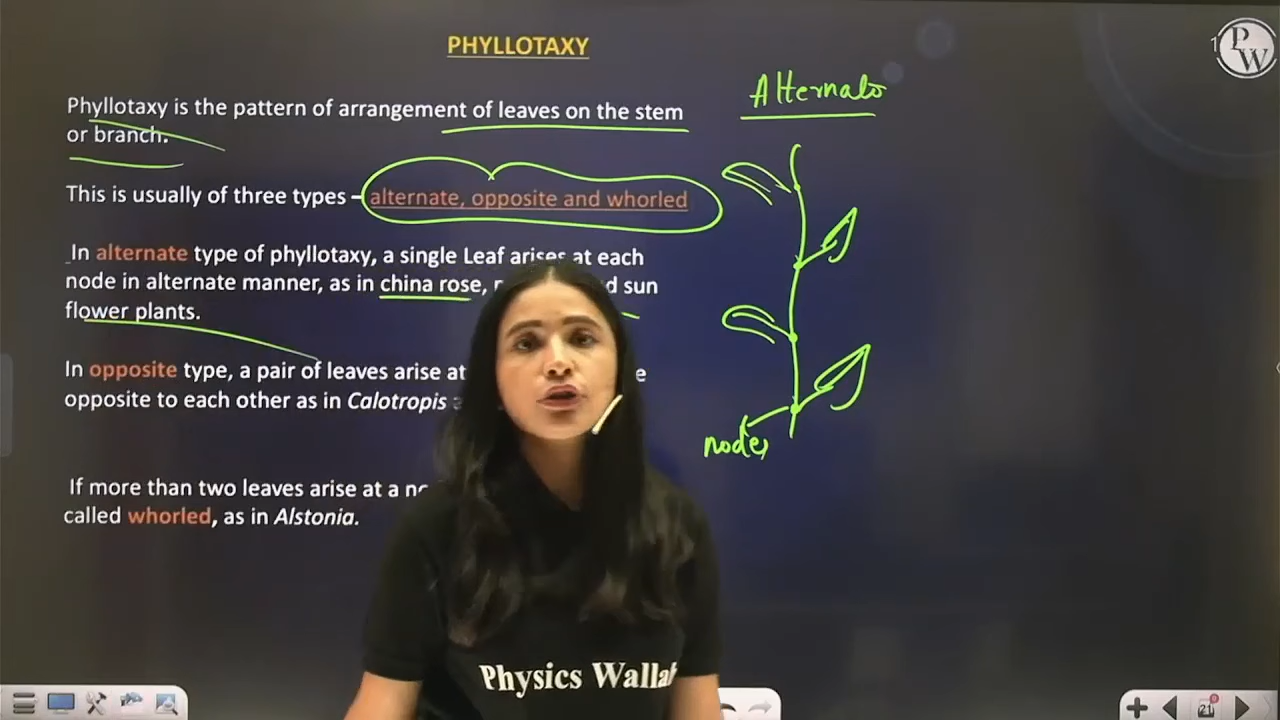 PHYLLOTAXY
PW
Alternate
Phyllotaxy is the pattern of arrangement of leaves on the stem
or branch.
This is usually of three types – alternate, opposite and whorled
In alternate type of phyllotaxy, a single Leaf arises at each
node in alternate manner, as in china rose, sun
flower plants.
In opposite type, a pair of leaves arise at
opposite to each other as in Calotropis
node,
If more than two leaves arise at a
called whorled, as in Alstonia.
Physics Wallah
21